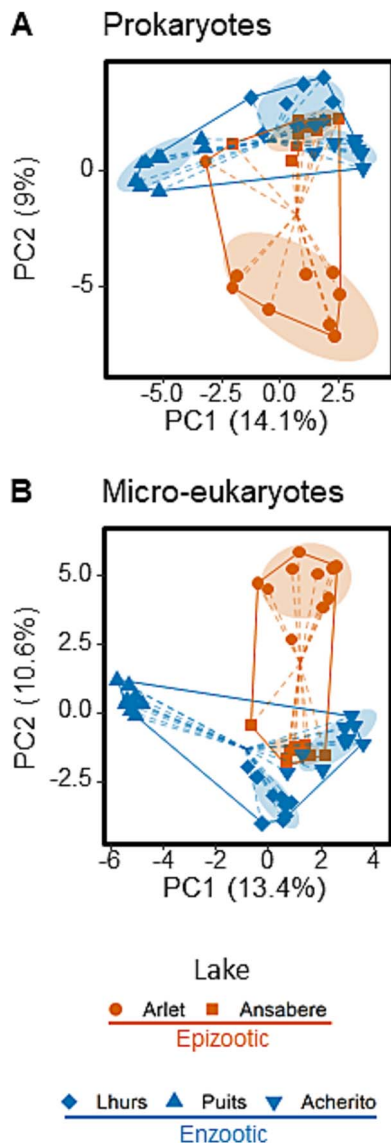 A Prokaryotes
0
-5
PC2 (9%)
-5.0 -2.5 0.0 2.5
PC1 (14.1%)
B Micro-eukaryotes
5.0
2.5
0.0
-2.5
PC2 (10.6%)
-6 -2 0 2 4
PC1 (13.4%)
Lake
Arlet Ansabere
Epizootic
Lhurs Puits Acherito
Enzootic